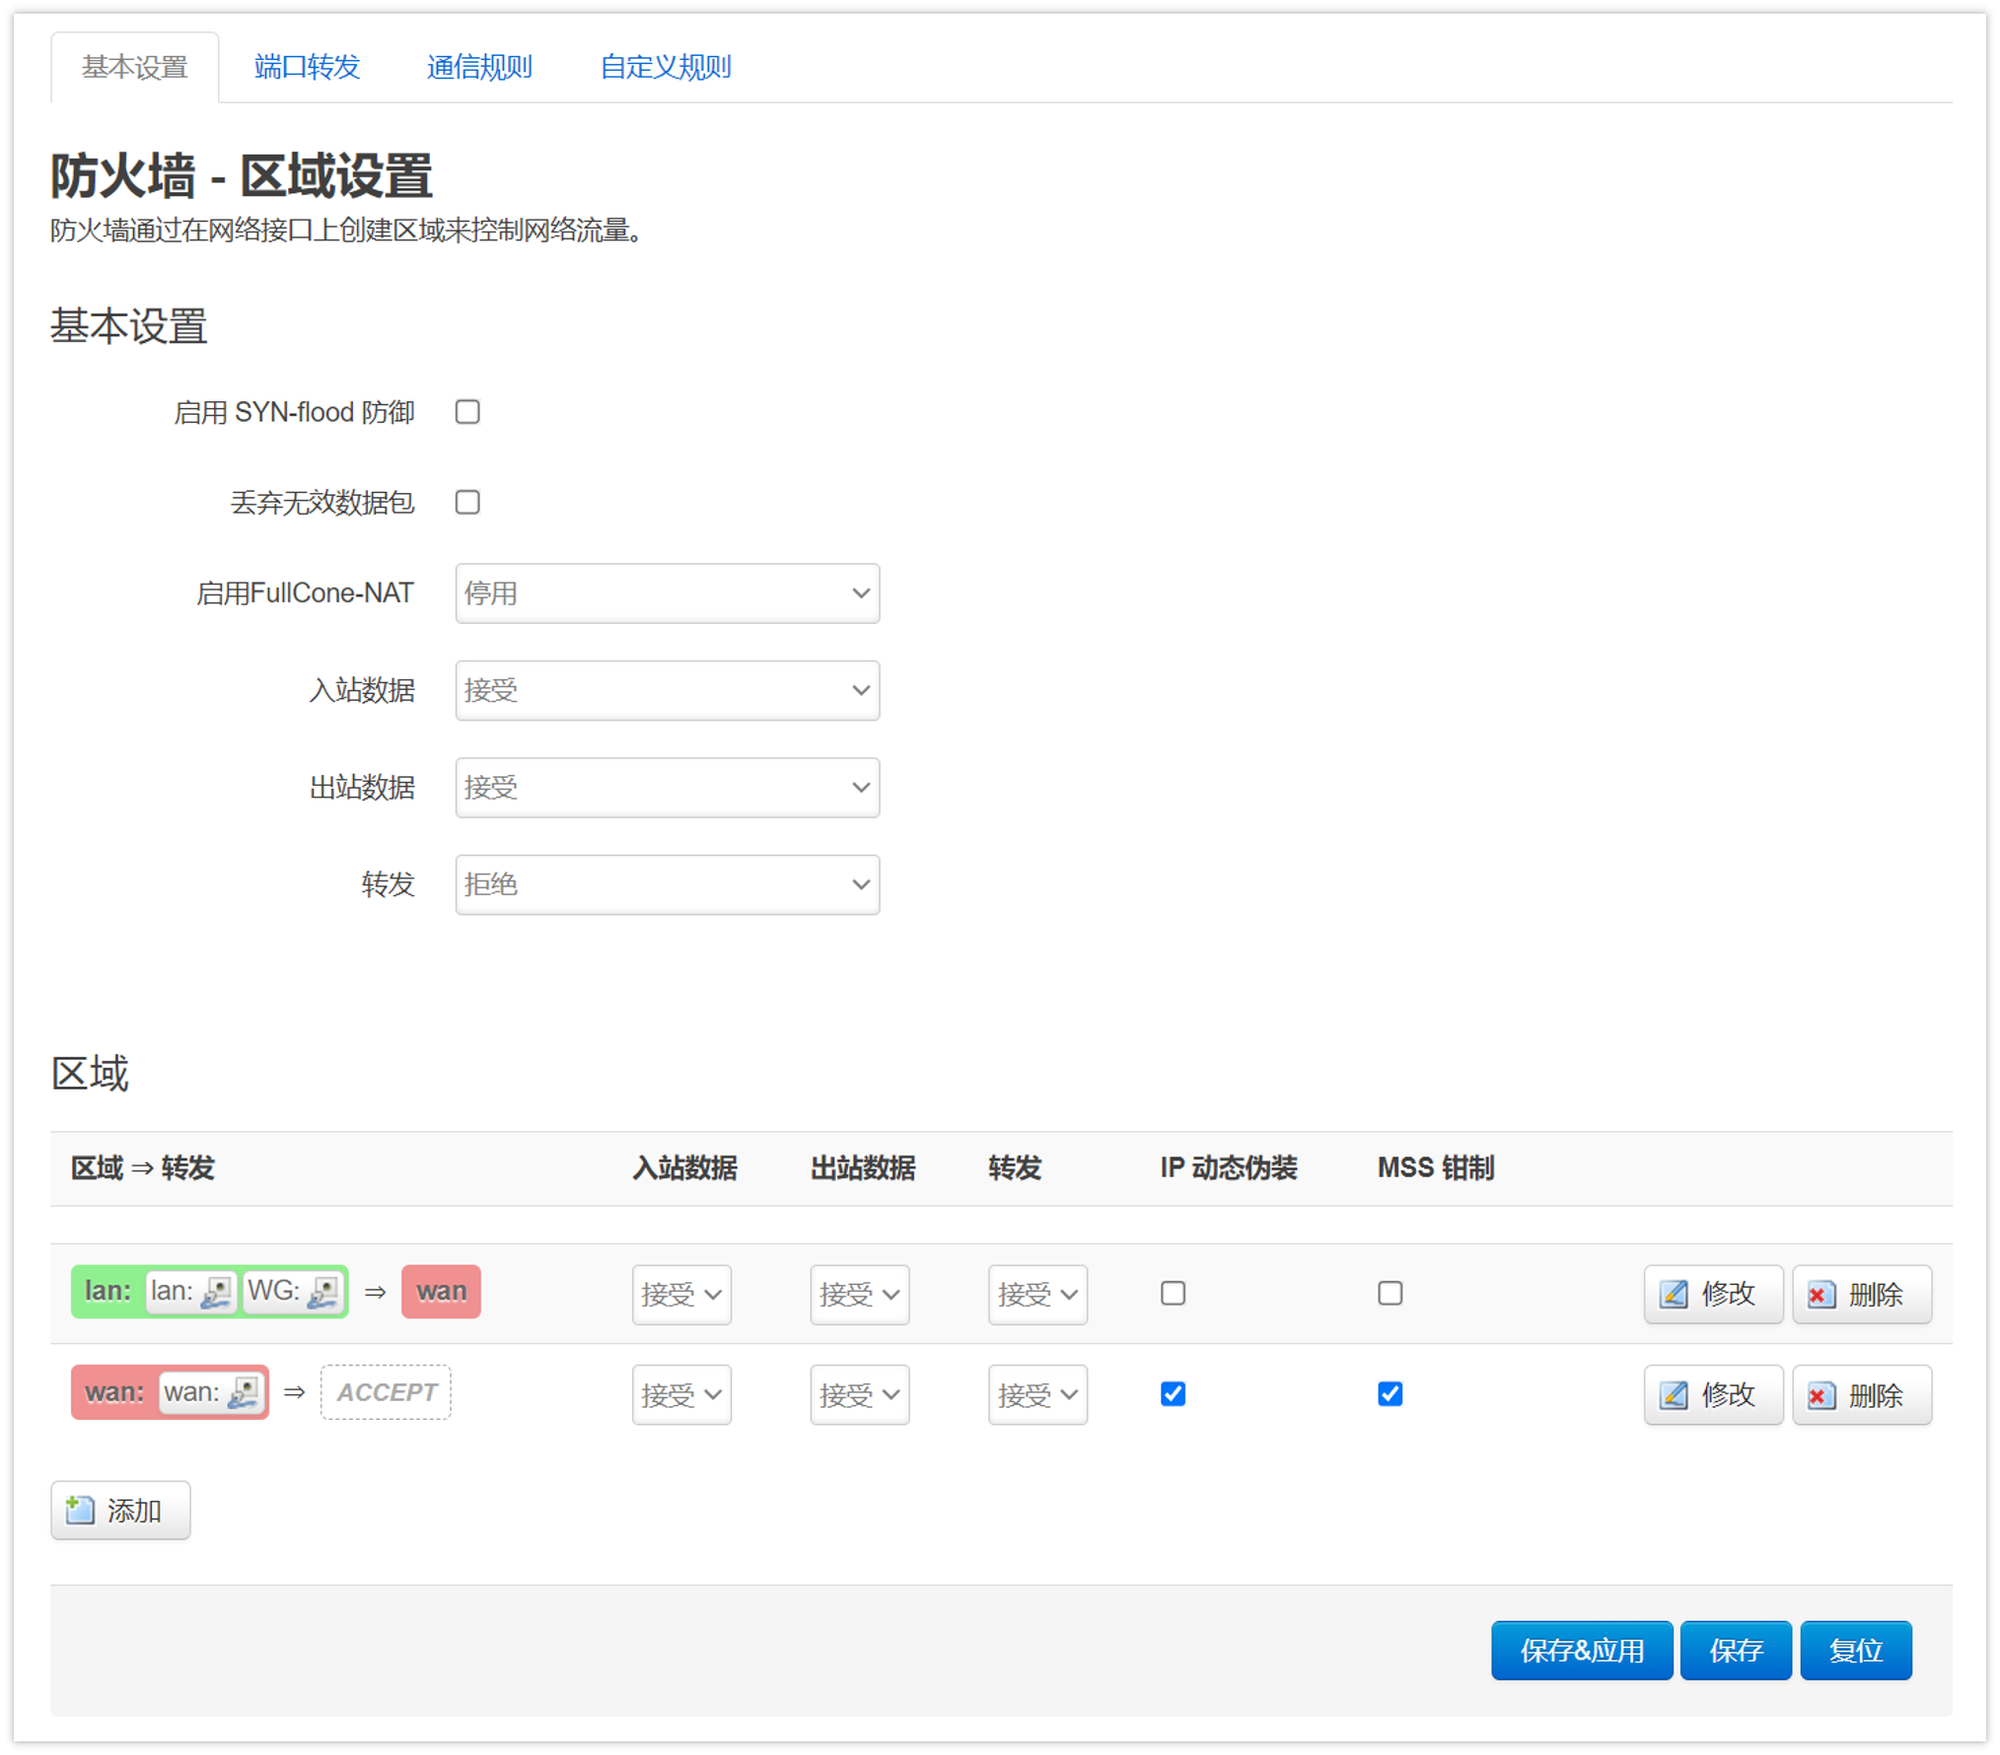 基本设置 端口转发 通信规则 自定义规则
防火墙 - 区域设置
防火墙通过在网络接口上创建区域来控制网络流量。
基本设置
启用 SYN-flood 防御
丢弃无效数据包
启用FullCone-NAT 停用
入站数据 接受
出站数据 接受
转发 拒绝
区域
区域 ⇒ 转发 入站数据 出站数据 转发 IP 动态伪装 MSS 钳制
lan: lan: WG: ⇒ wan 接受 接受 接受 修改 删除
wan: wan: ⇒ ACCEPT 接受 接受 接受 修改 删除
添加
保存&应用 保存 复位